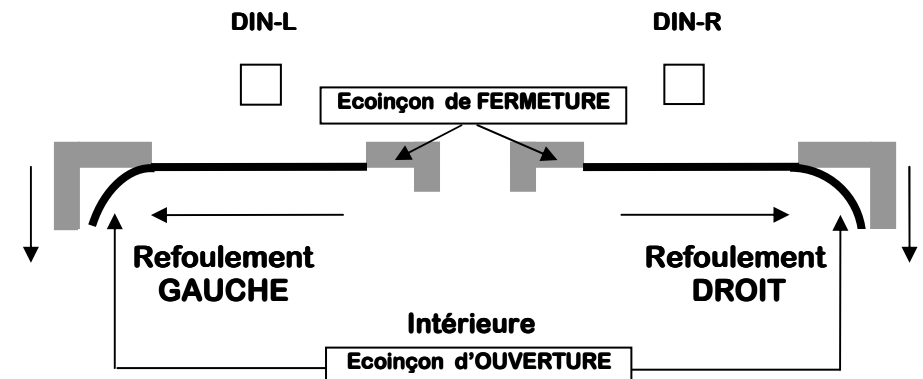 DIN-L
DIN-R
Ecoinçon de FERMETURE
Refoulement
GAUCHE
Refoulement
DROIT
Intérieure
Ecoinçon d'OUVERTURE